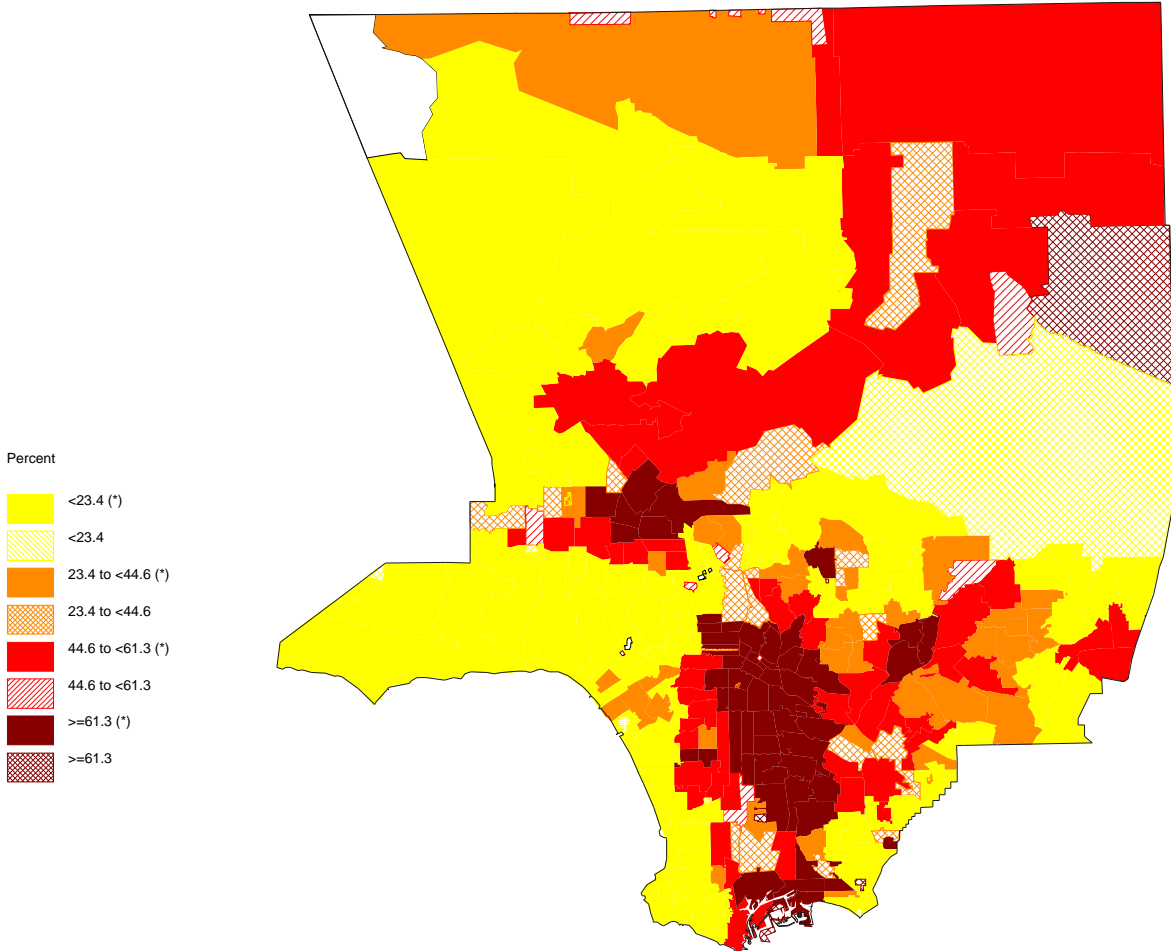 Percent
<23.4 (*)
<23.4
23.4 to <44.6 (*)
23.4 to <44.6
44.6 to <61.3 (*)
44.6 to <61.3
>=61.3 (*)
>=61.3